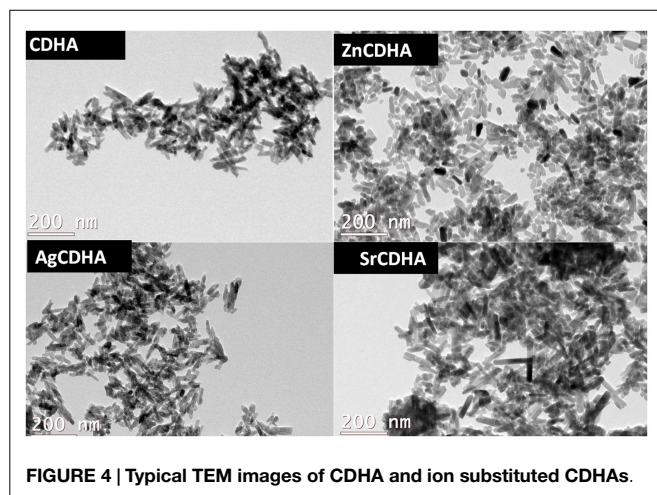 CDHA
ZnCDHA
200 nm
200 nm
AgCDHA
SrCDHA
200 nm
200 nm
FIGURE 4 | Typical TEM images of CDHA and ion substituted CDHAs.